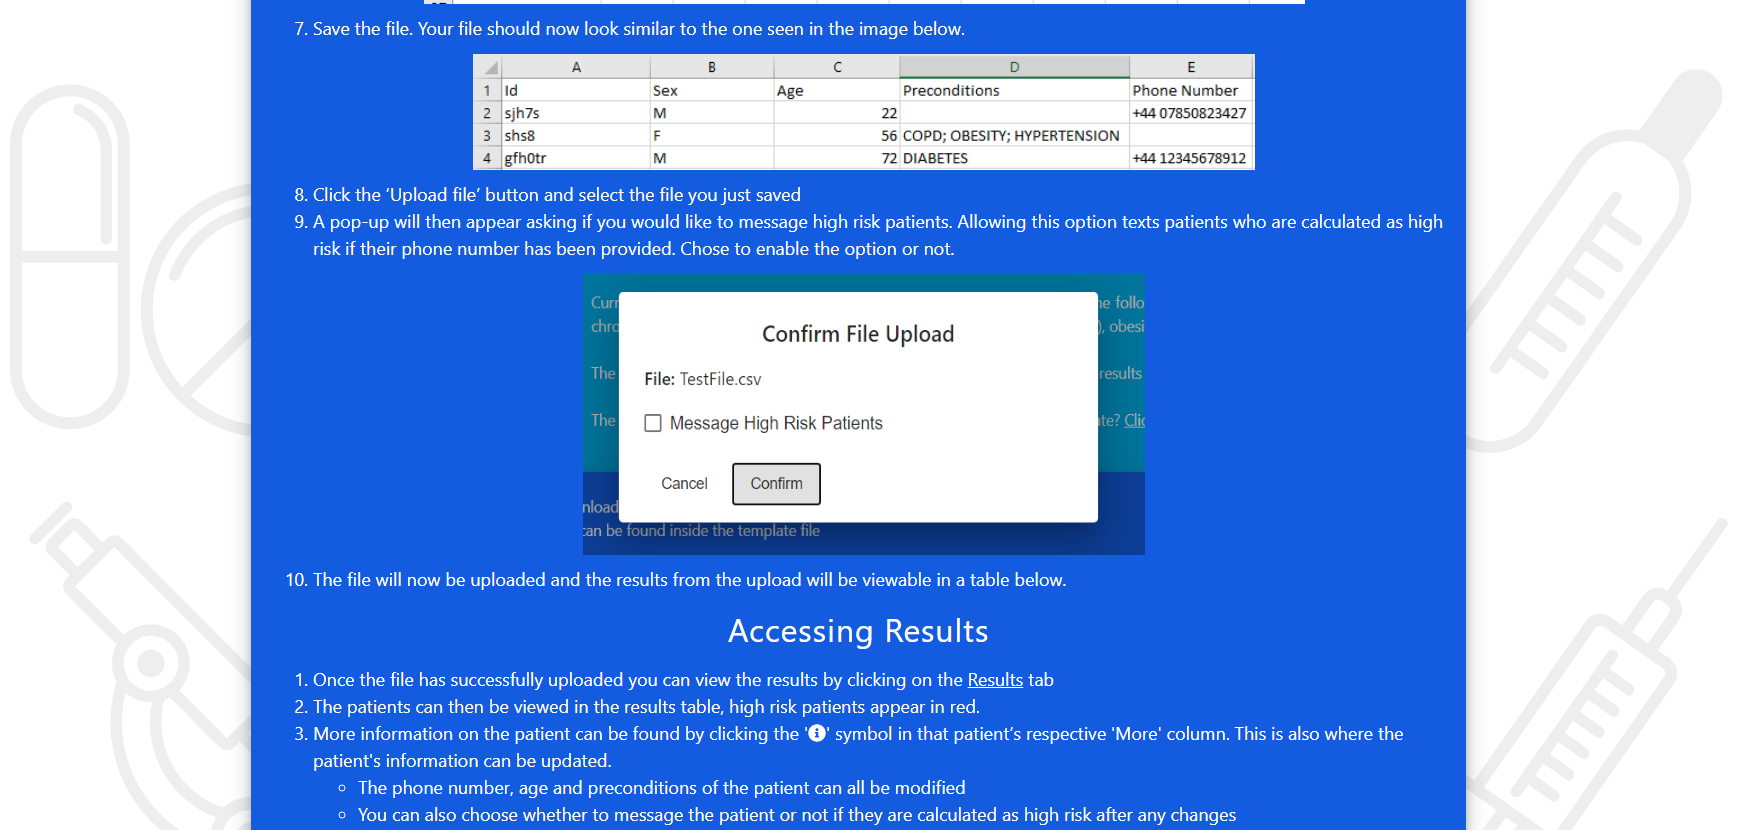 7. Save the file. Your file should now look similar to the one seen in the image below.
A B C D E
1 Id Sex Age Preconditions Phone Number
2 sjh7s M 22 +44 07850823427
3 shs8 F 56 COPD; OBESITY; HYPERTENSION
4 gfh0tr M 72 DIABETES +44 12345678912
8. Click the ‘Upload file’ button and select the file you just saved
9. A pop-up will then appear asking if you would like to message high risk patients. Allowing this option texts patients who are calculated as high
risk if their phone number has been provided. Chose to enable the option or not.
Confirm File Upload
File: TestFile.csv
Message High Risk Patients
Cancel Confirm
The
results
The
can be found inside the template file
10. The file will now be uploaded and the results from the upload will be viewable in a table below.
Accessing Results
1. Once the file has successfully uploaded you can view the results by clicking on the Results tab
2. The patients can then be viewed in the results table, high risk patients appear in red.
3. More information on the patient can be found by clicking the 'i' symbol in that patient’s respective 'More' column. This is also where the
patient's information can be updated.
◦ The phone number, age and preconditions of the patient can all be modified
◦ You can also choose whether to message the patient or not if they are calculated as high risk after any changes